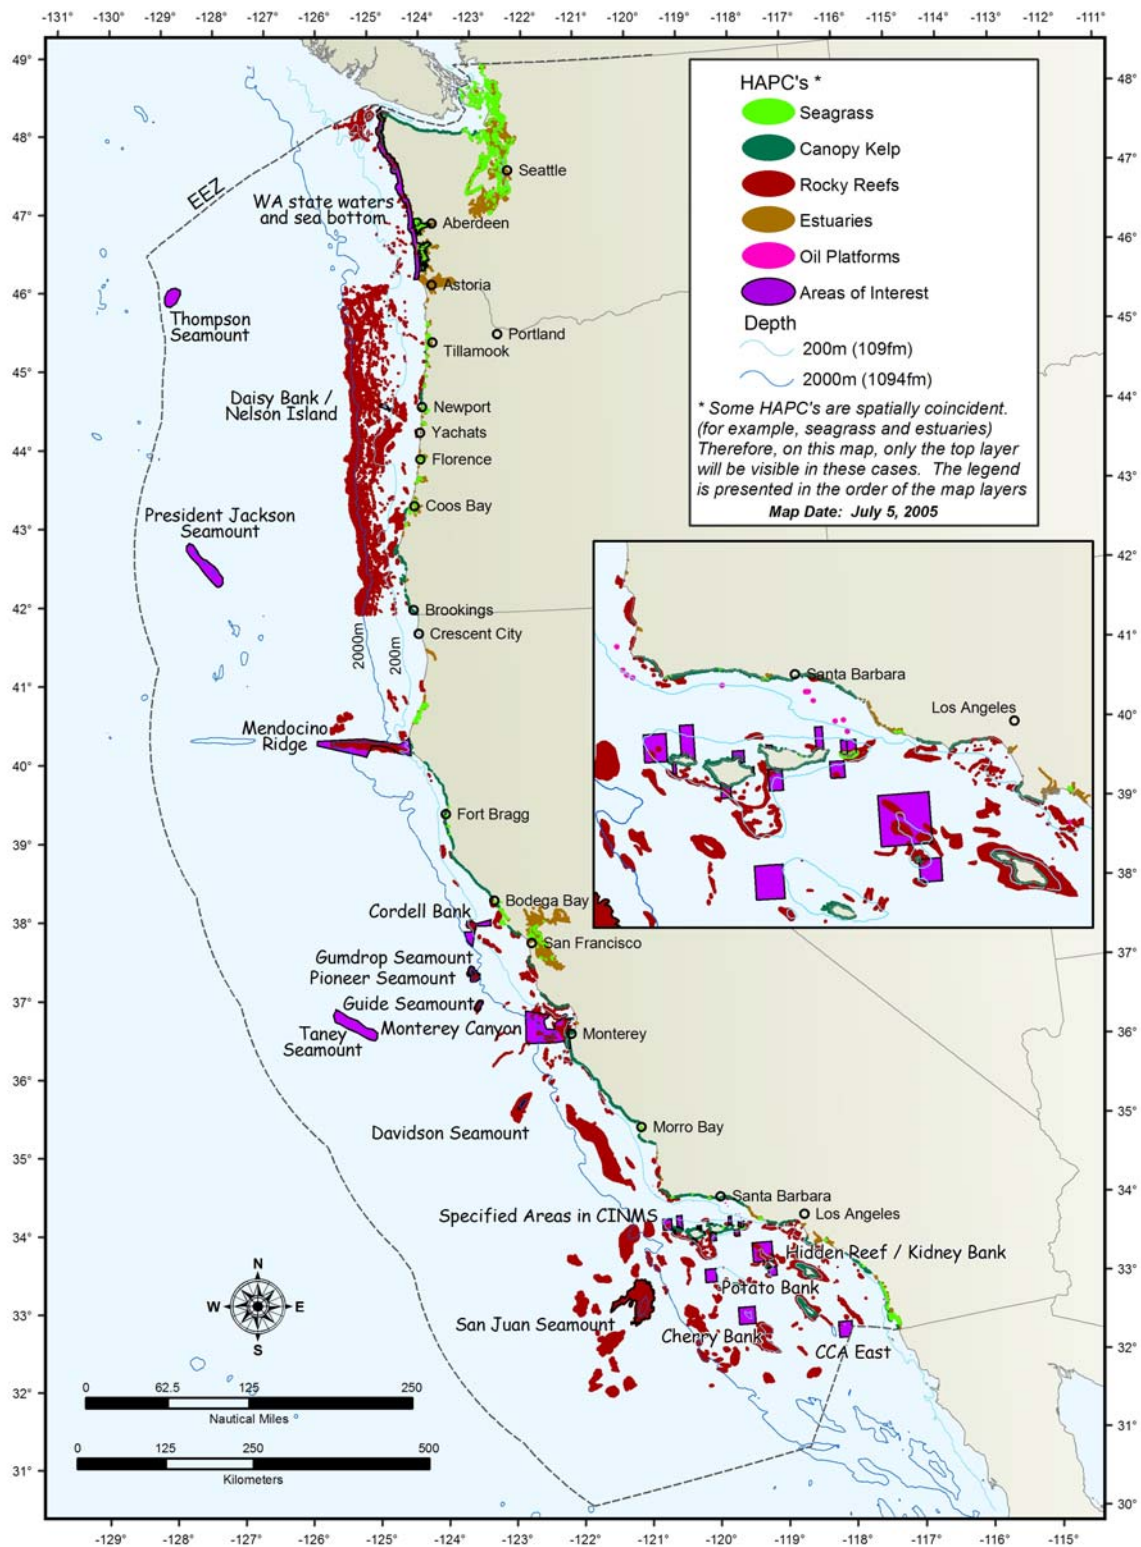 -131° -130° -129° -128° -127° -126° -125° -124° -123° -122° -121° -120° -119° -118° -117° -116° -115° -114° -113° -112° -111°
49°
48°
47°
46°
45°
44°
43°
42°
41°
40°
39°
38°
37°
36°
35°
34°
33°
32°
31°
48°
47°
46°
45°
44°
43°
42°
41°
40°
39°
38°
37°
36°
35°
34°
33°
32°
31°
30°
HAPC's *
Seagrass
Canopy Kelp
Rocky Reefs
Estuaries
Oil Platforms
Areas of Interest
Depth
200m (109fm)
2000m (1094fm)
* Some HAPC's are spatially coincident.
(for example, seagrass and estuaries)
Therefore, on this map, only the top layer
will be visible in these cases. The legend
is presented in the order of the map layers
Map Date: July 5, 2005
EEZ
Seattle
WA state waters
and sea bottom
Aberdeen
Astoria
Thompson
Seamount
Portland
Tillamook
Daisy Bank /
Nelson Island
Newport
Yachats
Florence
Coos Bay
President Jackson
Seamount
Brookings
Crescent City
2000m
200m
Mendocino
Ridge
Fort Bragg
Bodega Bay
Cordell Bank
San Francisco
Gumdrop Seamount
Pioneer Seamount
Guide Seamount
Monterey Canyon
Monterey
Taney
Seamount
Davidson Seamount
Morro Bay
Santa Barbara
Los Angeles
Specified Areas in CINMS
Hidden Reef / Kidney Bank
Potato Bank
San Juan Seamount
Cherry Bank
CCA East
Santa Barbara
Los Angeles
N
W
E
S
0 62.5 125 250
Nautical Miles
0 125 250 500
Kilometers
-129° -128° -127° -126° -125° -124° -123° -122° -121° -120° -119° -118° -117° -116° -115°